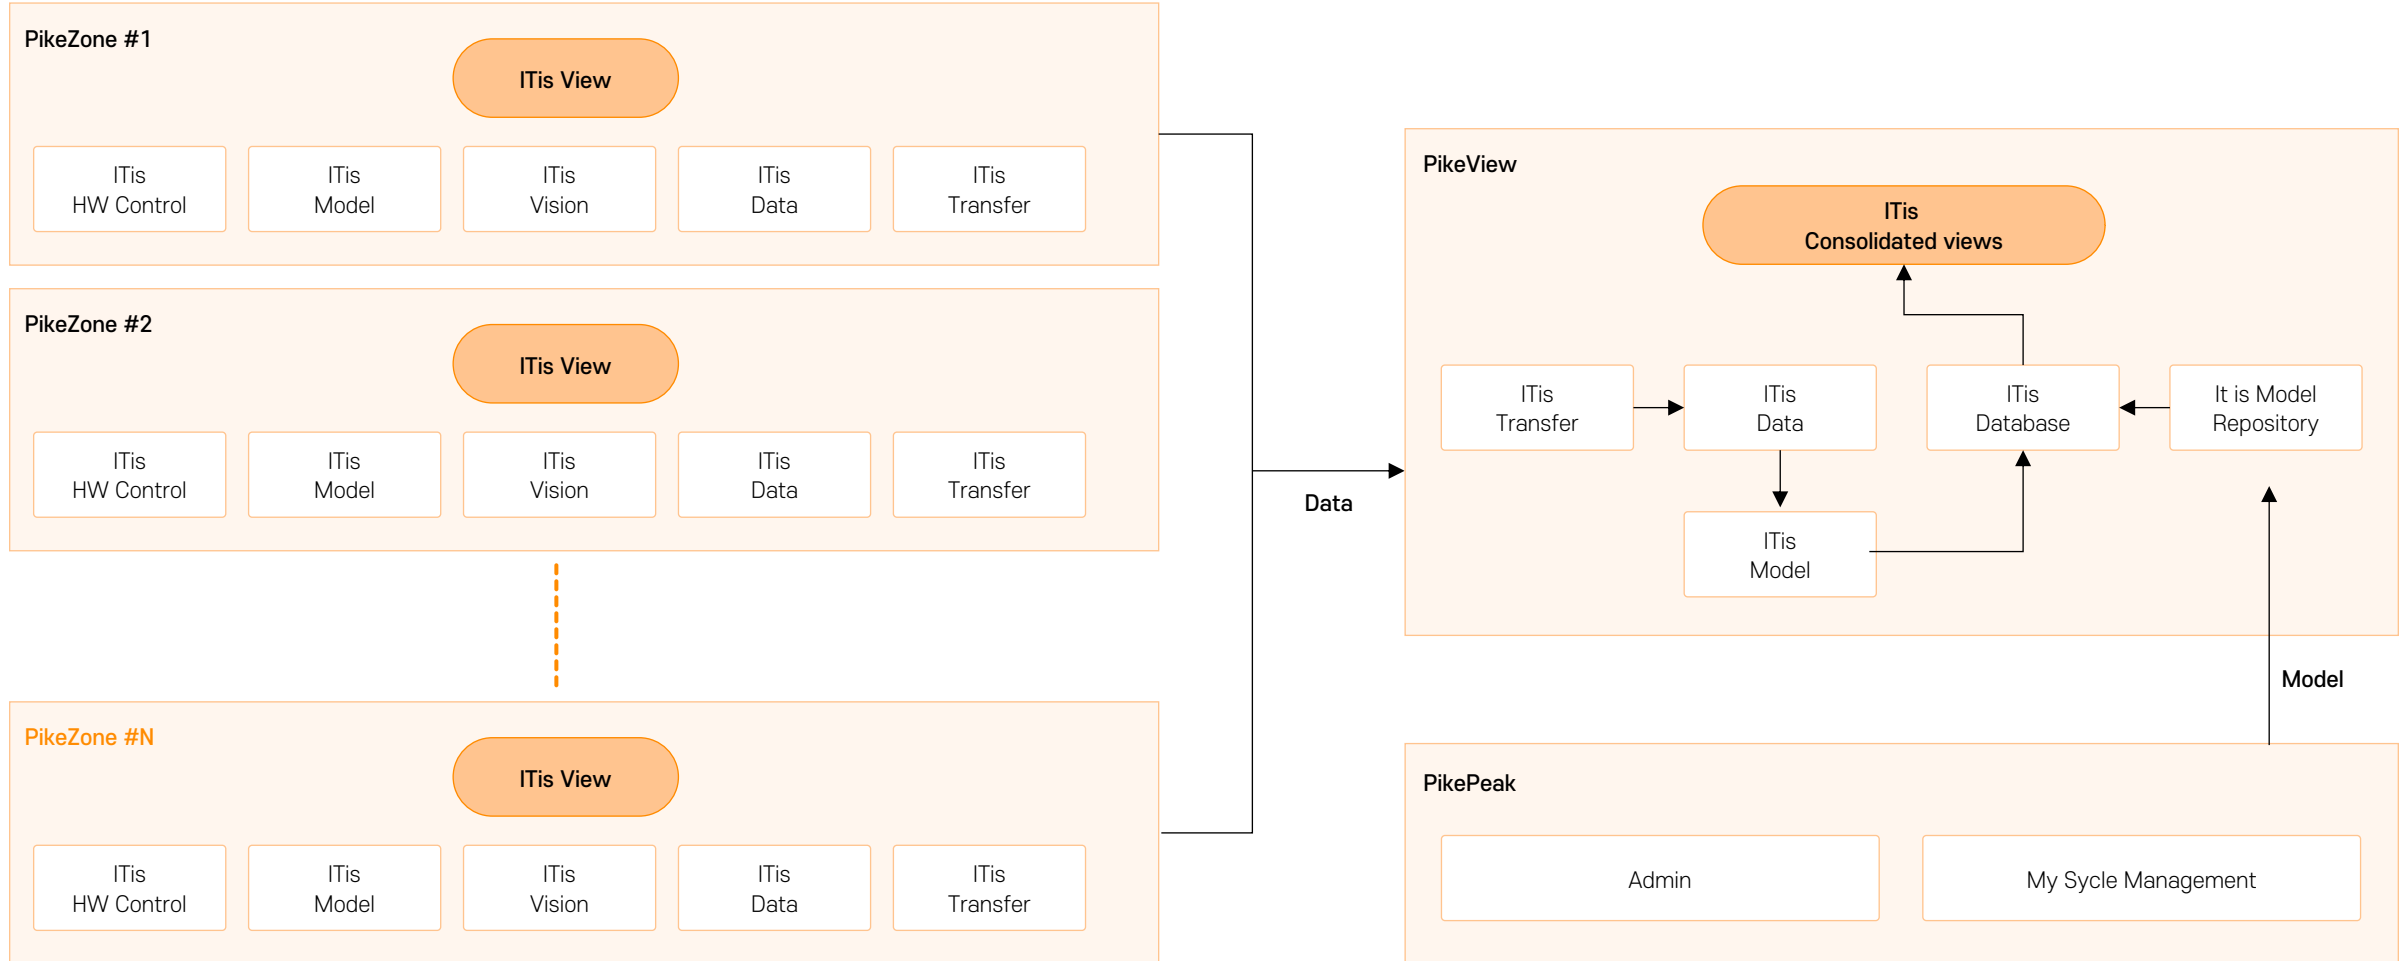 PikeZone #1
ITis View
ITis
HW Control
ITis
Model
ITis
Vision
ITis
Data
ITis
Transfer
PikeZone #2
ITis View
ITis
HW Control
ITis
Model
ITis
Vision
ITis
Data
ITis
Transfer
PikeZone #N
ITis View
ITis
HW Control
ITis
Model
ITis
Vision
ITis
Data
ITis
Transfer
Data
PikeView
ITis
Consolidated views
ITis
Transfer
ITis
Data
ITis
Database
It is Model
Repository
ITis
Model
Model
PikePeak
Admin
My Sycle Management